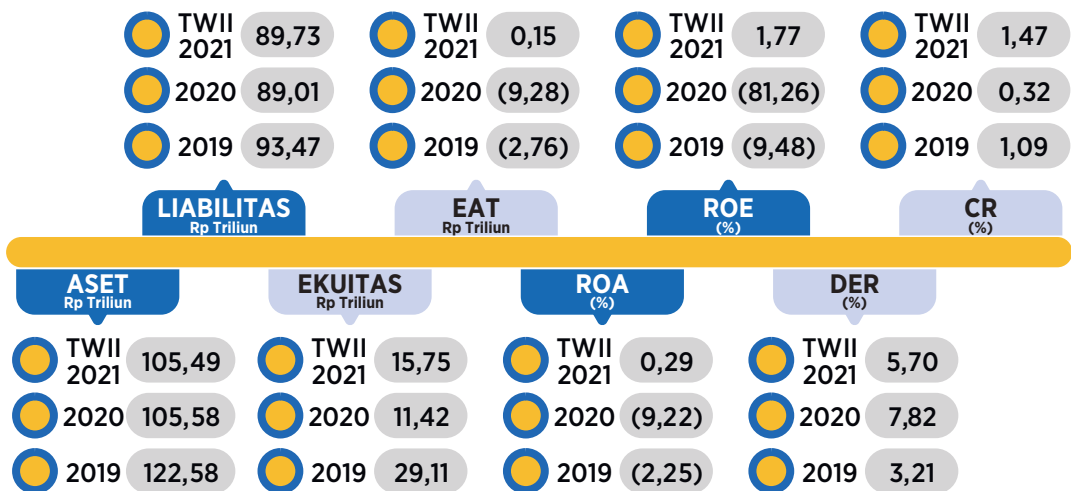 TWII 2021 89,73
2020 89,01
2019 93,47
LIABILITAS
Rp Triliun
TWII 2021 0,15
2020 (9,28)
2019 (2,76)
EAT
Rp Triliun
TWII 2021 1,77
2020 (81,26)
2019 (9,48)
ROE
(%)
TWII 2021 1,47
2020 0,32
2019 1,09
CR
(%)
ASET
Rp Triliun
TWII 2021 105,49
2020 105,58
2019 122,58
EKUITAS
Rp Triliun
TWII 2021 15,75
2020 11,42
2019 29,11
ROA
(%)
TWII 2021 0,29
2020 (9,22)
2019 (2,25)
DER
(%)
TWII 2021 5,70
2020 7,82
2019 3,21